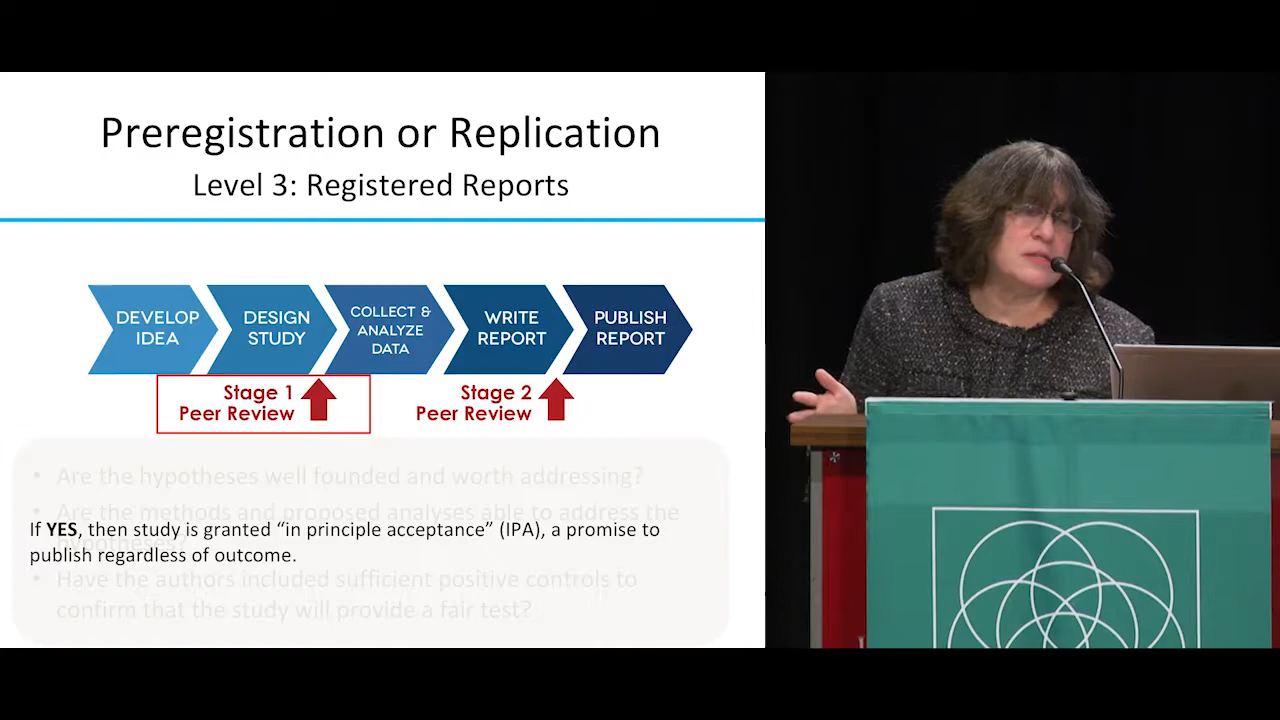 Preregistration or Replication
Level 3: Registered Reports
DEVELOP
IDEA
DESIGN
STUDY
COLLECT &
ANALYZE
DATA
WRITE
REPORT
PUBLISH
REPORT
Stage 1
Peer Review
Stage 2
Peer Review
• Are the hypotheses well founded and worth addressing?
• Are the methods and proposed analyses able to address the
hypotheses?
If YES, then study is granted “in principle acceptance” (IPA), a promise to
publish regardless of outcome.
• Have the authors included sufficient positive controls to
confirm that the study will provide a fair test?